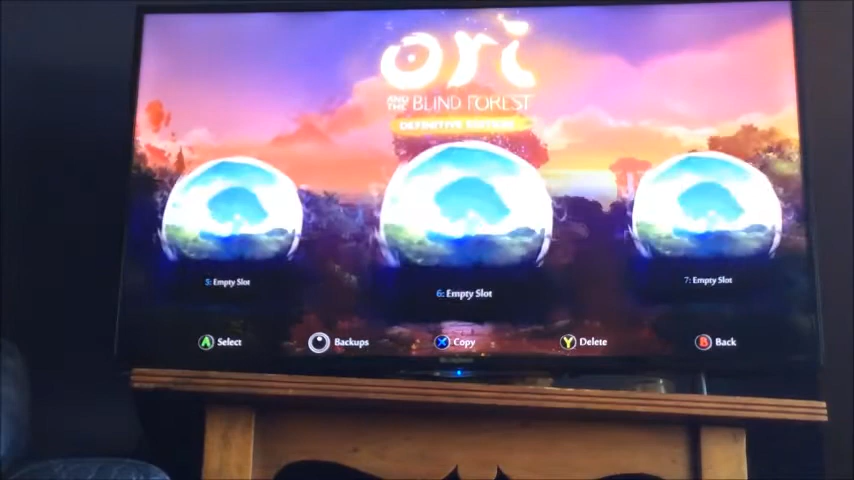 ori
AND THE BLIND FOREST
DEFINITIVE EDITION
5: Empty Slot
6: Empty Slot
7: Empty Slot
A Select
Backups
X Copy
Y Delete
B Back